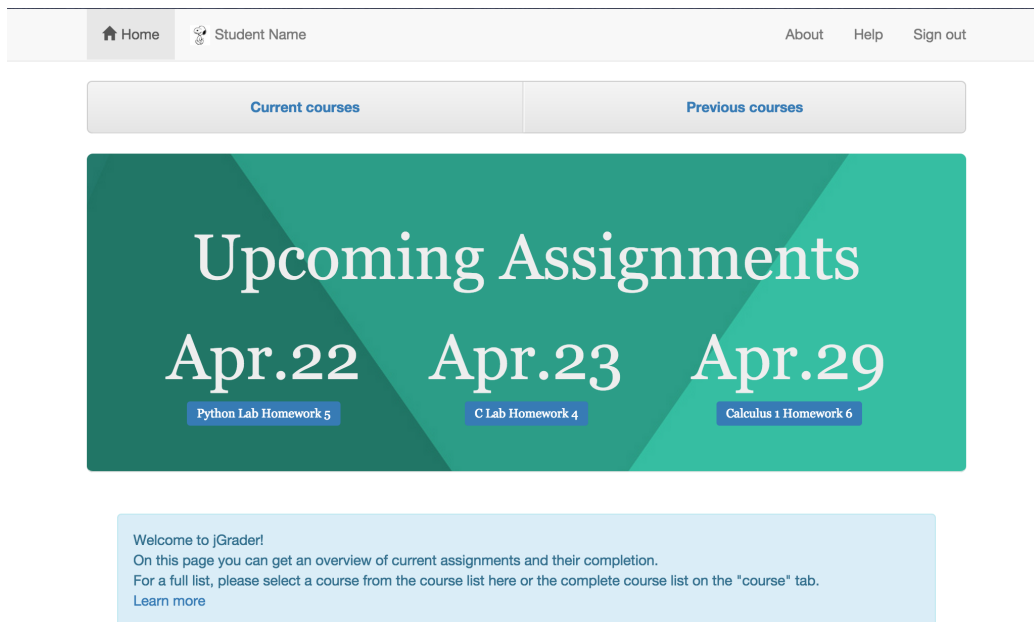 Home Student Name About Help Sign out
Current courses Previous courses
Upcoming Assignments
Apr.22 Apr.23 Apr.29
Python Lab Homework 5 C Lab Homework 4 Calculus 1 Homework 6
Welcome to jGrader!
On this page you can get an overview of current assignments and their completion.
For a full list, please select a course from the course list here or the complete course list on the "course" tab.
Learn more